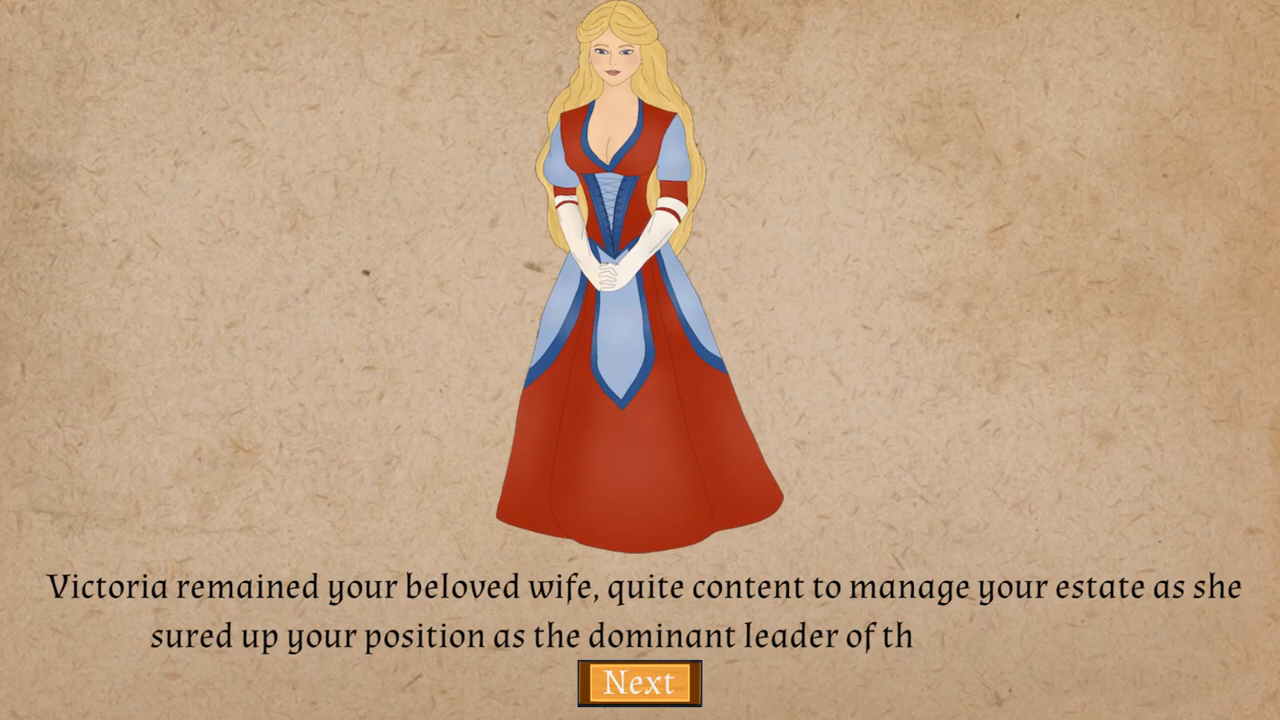 Victoria remained your beloved wife, quite content to manage your estate as she
sured up your position as the dominant leader of th
Next